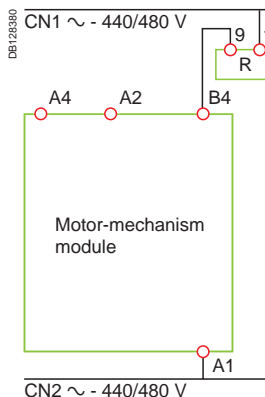 CN1 ∼ - 440/480 V
DB128380
9
R
A4
A2
B4
Motor-mechanism
module
A1
CN2 ∼ - 440/480 V